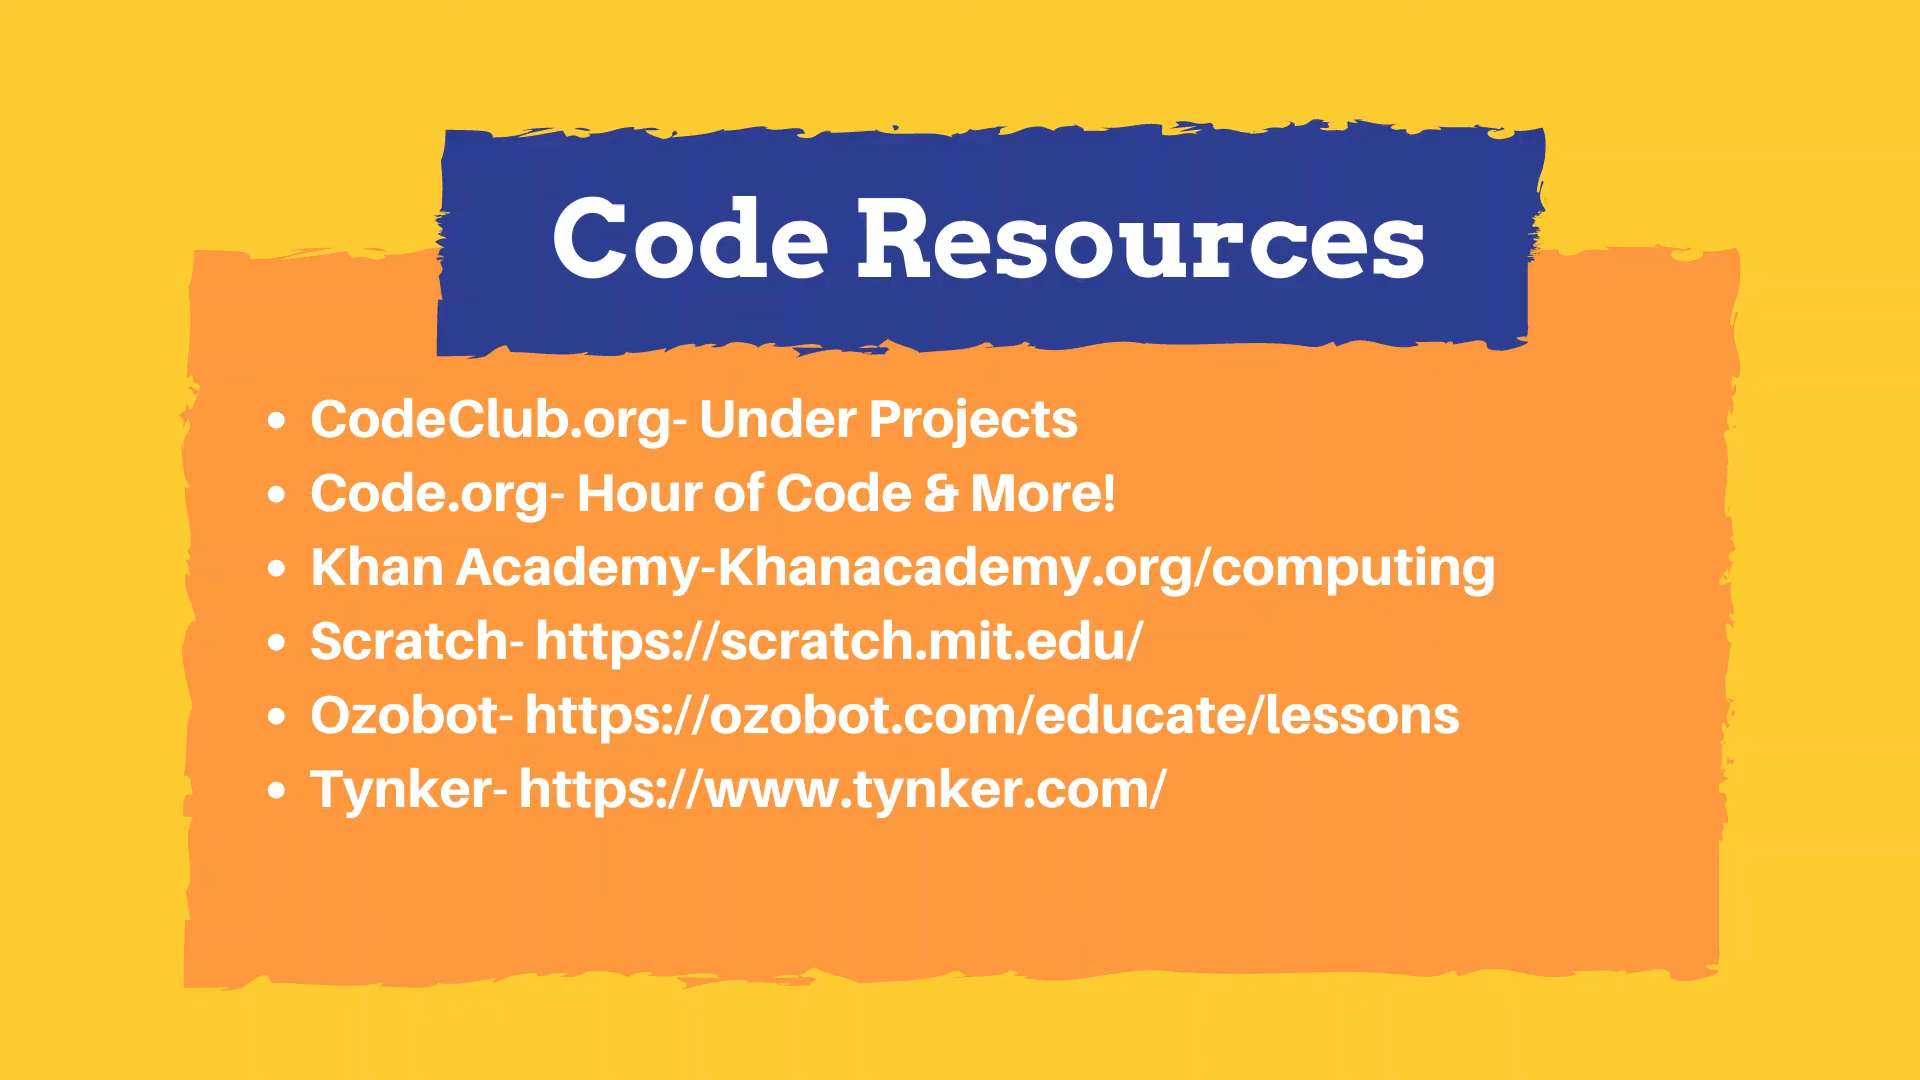 Code Resources
• CodeClub.org- Under Projects
• Code.org- Hour of Code & More!
• Khan Academy-Khanacademy.org/computing
• Scratch- https://scratch.mit.edu/
• Ozobot- https://ozobot.com/educate/lessons
• Tynker- https://www.tynker.com/